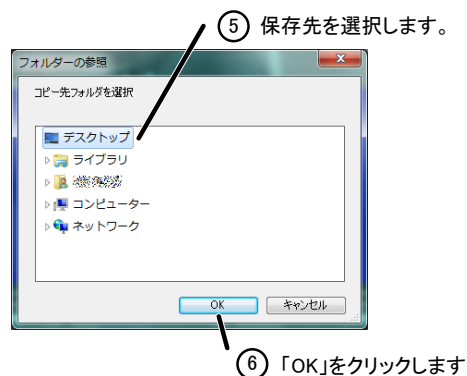 ⑤ 保存先を選択します。
フォルダーの参照
コピー先フォルダを選択
デスクトップ
ライブラリ
コンピューター
ネットワーク
OK キャンセル
⑥ 「OK」をクリックします